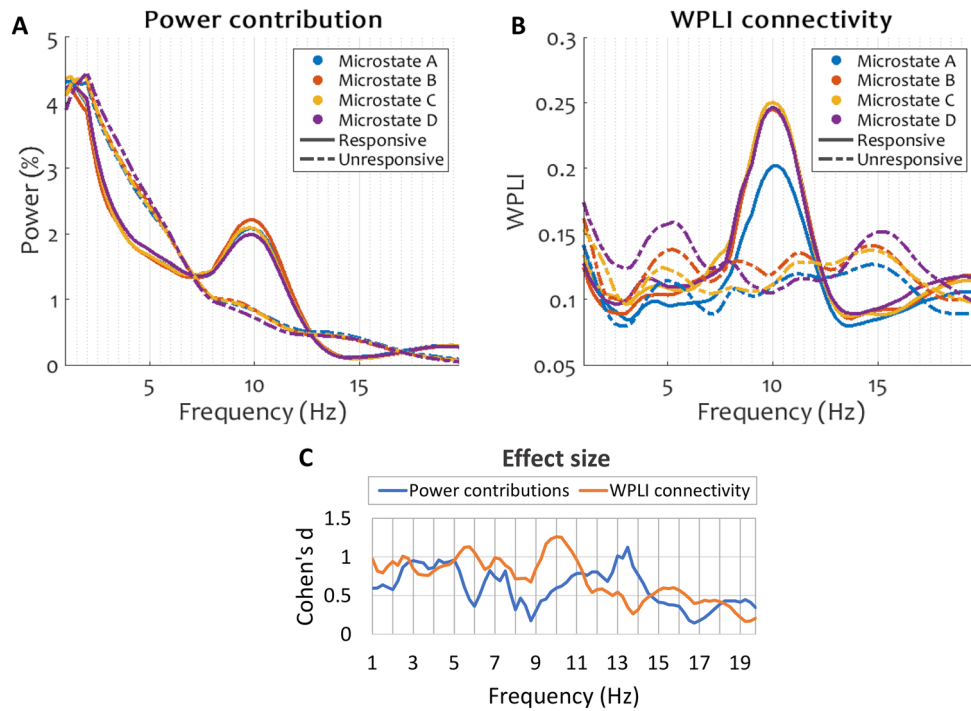 A
Power contribution
5
4
3
2
1
0
Power (%)
Microstate A
Microstate B
Microstate C
Microstate D
Responsive
Unresponsive
5 10 15
Frequency (Hz)
B
WPLI connectivity
0.3
0.25
0.2
0.15
0.1
0.05
WPLI
Microstate A
Microstate B
Microstate C
Microstate D
Responsive
Unresponsive
5 10 15
Frequency (Hz)
C
Effect size
Power contributions WPLI connectivity
1.5
1
0.5
0
Cohen's d
1 3 5 7 9 11 13 15 17 19
Frequency (Hz)